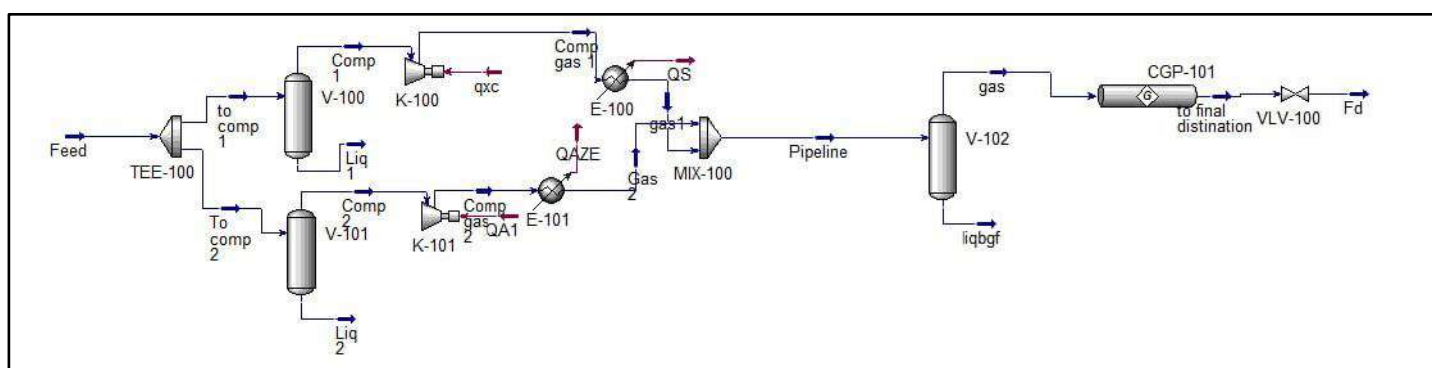 Feed
TEE-100
to
comp
1
To
comp
2
V-100
Comp
1
Liq
1
K-100
qxc
Comp
gas 1
E-100
QS
gas1
V-101
Comp
2
Liq
2
K-101
Comp
gas
2
QA1
QAZE
E-101
Gas
2
MIX-100
Pipeline
V-102
gas
liqbgf
CGP-101
G
to final
distination
VLV-100
Fd